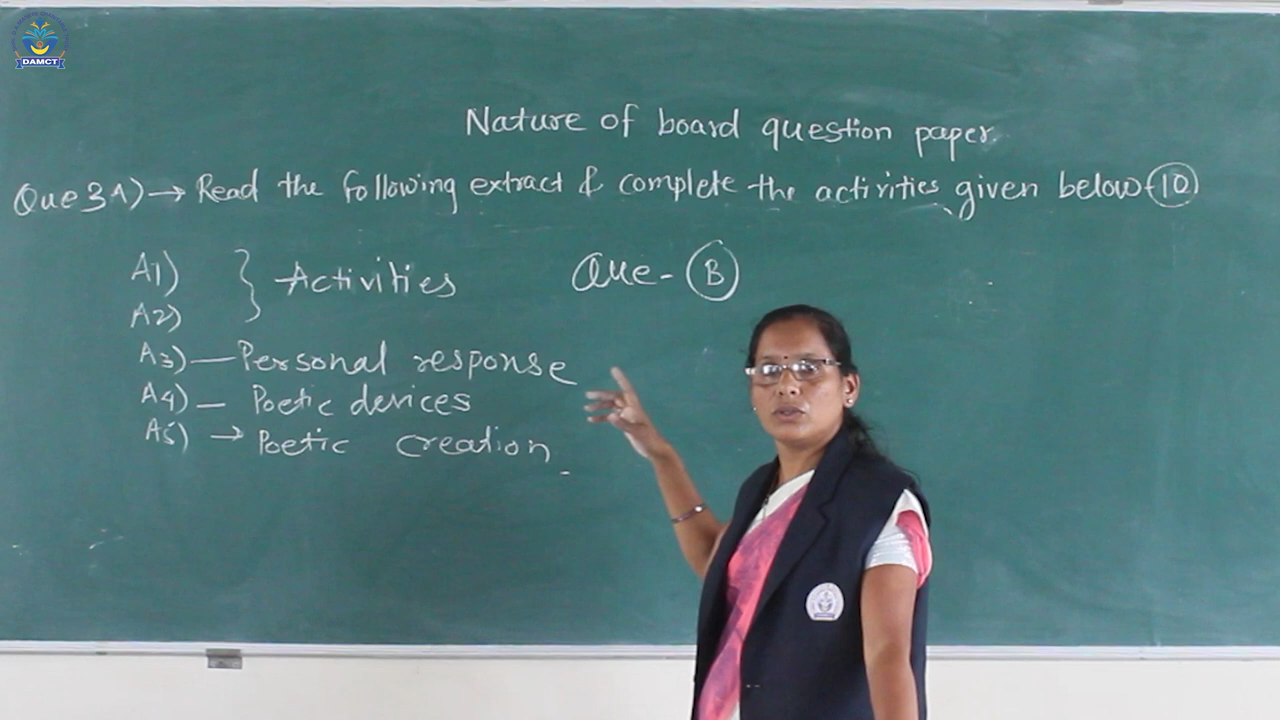 DAMCT
Nature of board question paper.
Que 3 A) → Read the following extract & complete the activities given below - 10
A1)
A2)
} Activities
Que - B
A3) — Personal response
A4) — Poetic devices
A5) → Poetic creation
DAMCT